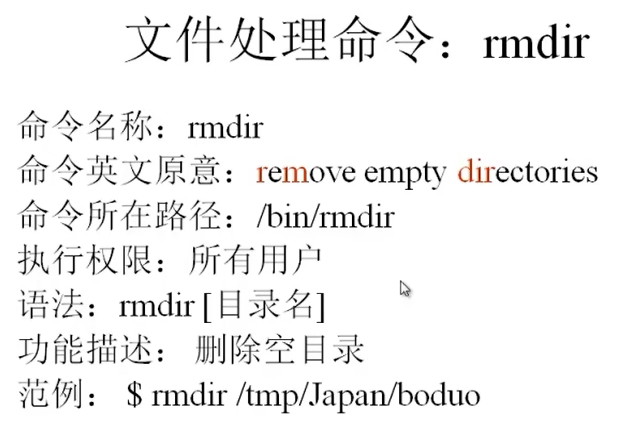 文件处理命令：rmdir
命令名称：rmdir
命令英文原意：remove empty directories
命令所在路径：/bin/rmdir
执行权限：所有用户
语法：rmdir [目录名]
功能描述： 删除空目录
范例： $ rmdir /tmp/Japan/boduo